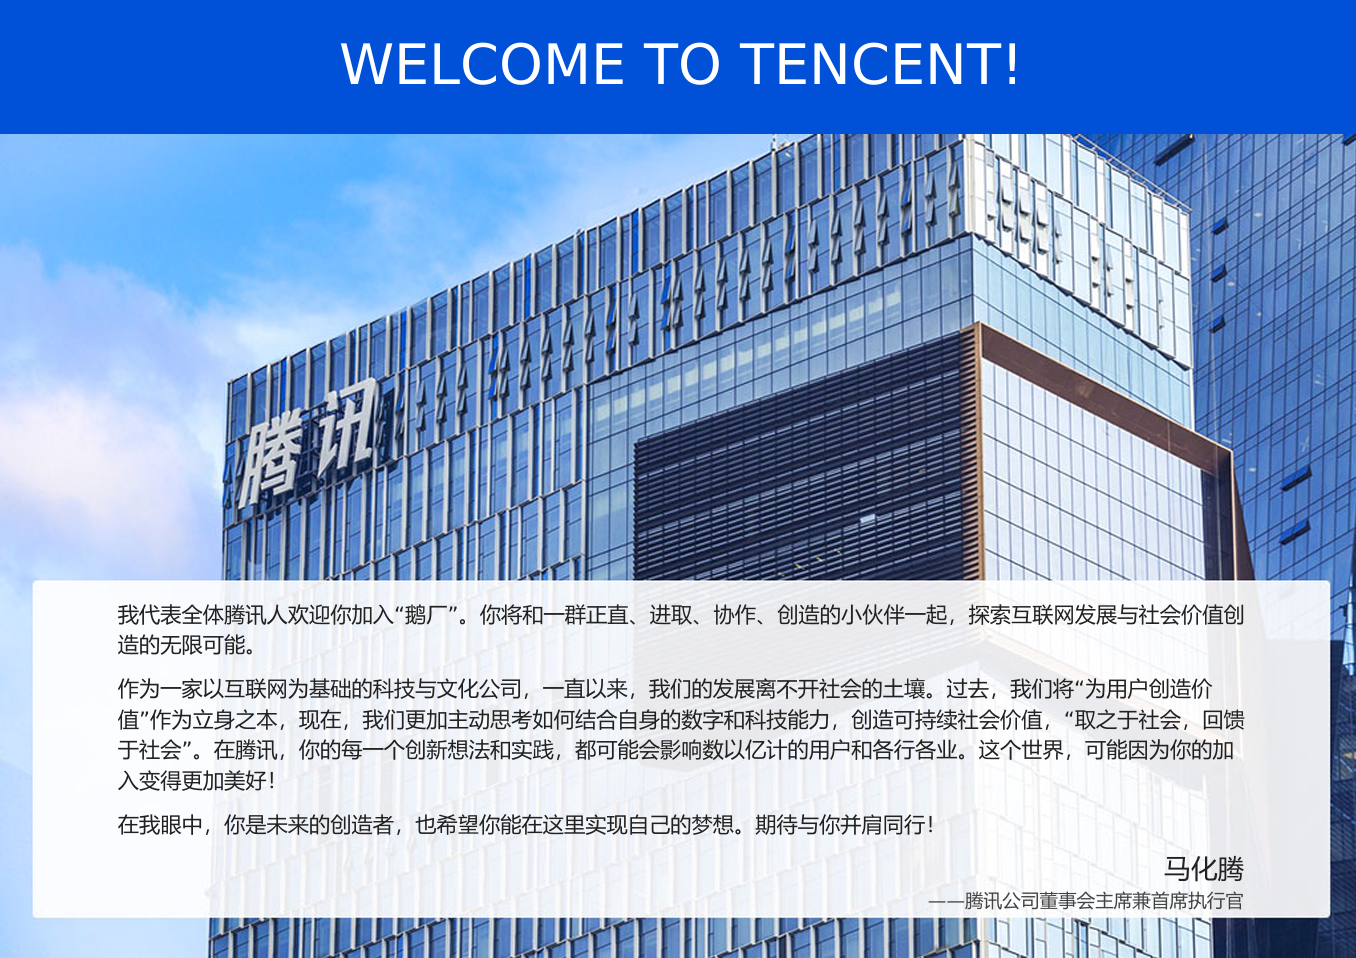 WELCOME TO TENCENT!
腾讯
我代表全体腾讯人欢迎你加入“鹅厂”。你将和一群正直、进取、协作、创造的小伙伴一起，探索互联网发展与社会价值创
造的无限可能。
作为一家以互联网为基础的科技与文化公司，一直以来，我们的发展离不开社会的土壤。过去，我们将“为用户创造价
值”作为立身之本，现在，我们更加主动思考如何结合自身的数字和科技能力，创造可持续社会价值，“取之于社会，回馈
于社会”。在腾讯，你的每一个创新想法和实践，都可能会影响数以亿计的用户和各行各业。这个世界，可能因为你的加
入变得更加美好！
在我眼中，你是未来的创造者，也希望你能在这里实现自己的梦想。期待与你并肩同行！
马化腾
——腾讯公司董事会主席兼首席执行官